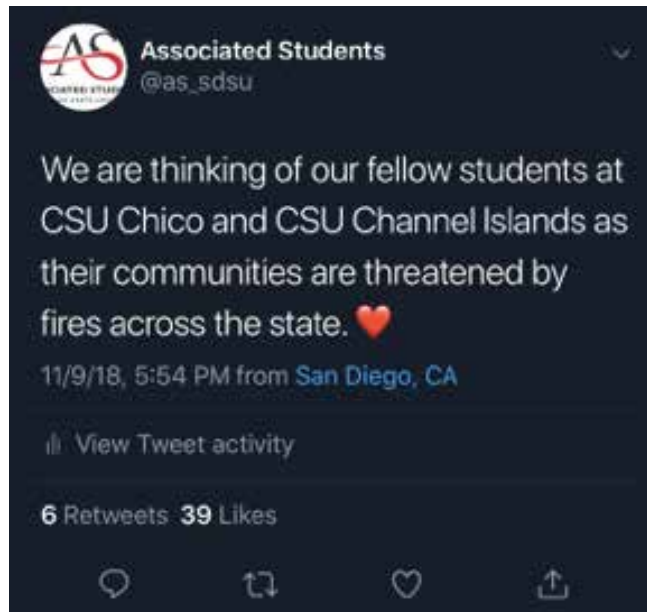 AS
Associated Students
@as_sdsu
We are thinking of our fellow students at
CSU Chico and CSU Channel Islands as
their communities are threatened by
fires across the state. ❤️
11/9/18, 5:54 PM from San Diego, CA
View Tweet activity
6 Retweets 39 Likes